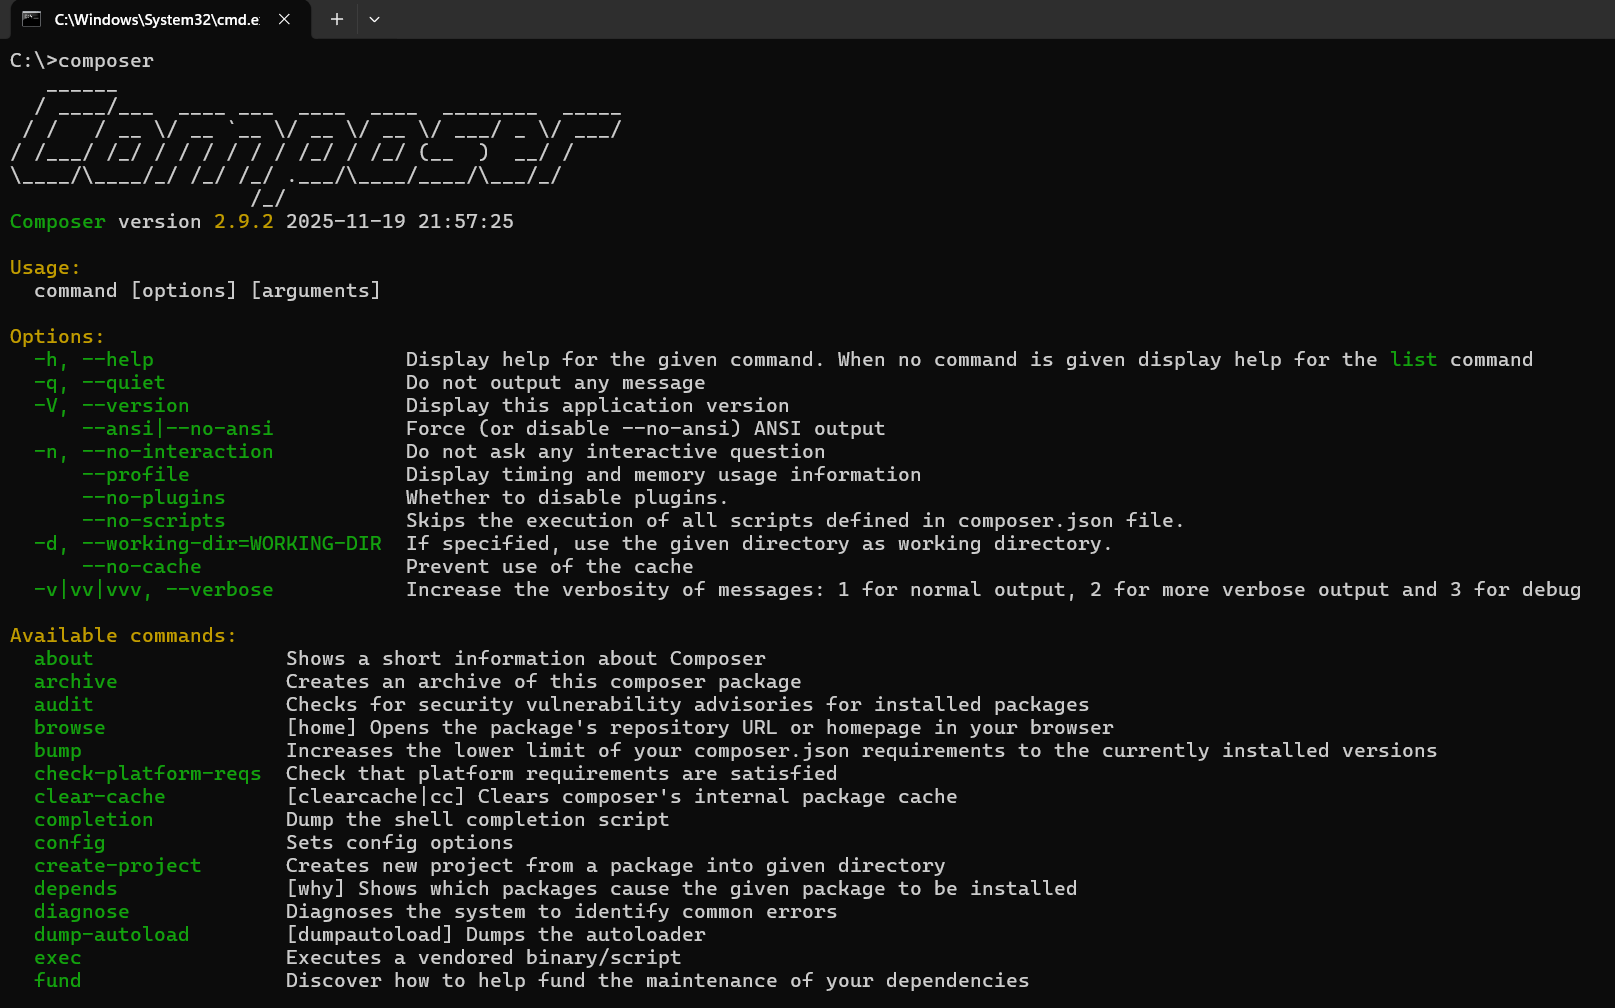 C:\Windows\System32\cmd.e
C:\>composer
   ______
  / ____/___  ____ ___  ____  ____  ________  _____
 / /   / __ \/ __ `__ \/ __ \/ __ \/ ___/ _ \/ ___/
/ /___/ /_/ / / / / / / /_/ / /_/ (__  )  __/ /
\____/\____/_/ /_/ /_/ .___/\____/____/\___/_/
                    /_/
Composer version 2.9.2 2025-11-19 21:57:25

Usage:
  command [options] [arguments]

Options:
  -h, --help                     Display help for the given command. When no command is given display help for the list command
  -q, --quiet                    Do not output any message
  -V, --version                  Display this application version
      --ansi|--no-ansi           Force (or disable --no-ansi) ANSI output
  -n, --no-interaction           Do not ask any interactive question
      --profile                  Display timing and memory usage information
      --no-plugins               Whether to disable plugins.
      --no-scripts               Skips the execution of all scripts defined in composer.json file.
  -d, --working-dir=WORKING-DIR  If specified, use the given directory as working directory.
      --no-cache                 Prevent use of the cache
  -v|vv|vvv, --verbose           Increase the verbosity of messages: 1 for normal output, 2 for more verbose output and 3 for debug

Available commands:
  about                Shows a short information about Composer
  archive              Creates an archive of this composer package
  audit                Checks for security vulnerability advisories for installed packages
  browse               [home] Opens the package's repository URL or homepage in your browser
  bump                 Increases the lower limit of your composer.json requirements to the currently installed versions
  check-platform-reqs  Check that platform requirements are satisfied
  clear-cache          [clearcache|cc] Clears composer's internal package cache
  completion           Dump the shell completion script
  config               Sets config options
  create-project       Creates new project from a package into given directory
  depends              [why] Shows which packages cause the given package to be installed
  diagnose             Diagnoses the system to identify common errors
  dump-autoload        [dumpautoload] Dumps the autoloader
  exec                 Executes a vendored binary/script
  fund                 Discover how to help fund the maintenance of your dependencies